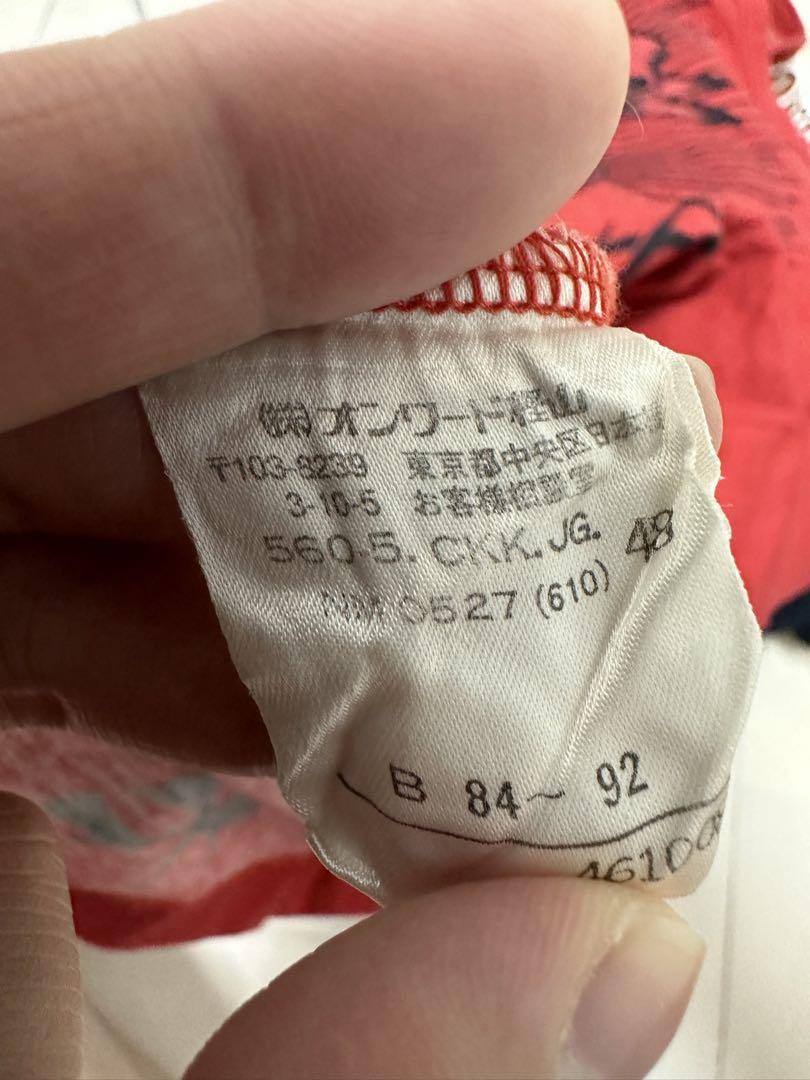 ㈱オンワード樫山
〒103-8239 東京都中央区日本橋
3-10-5 お客様相談室
560.5. CKK. JG. 48
NM 0527 (610)
B 84～92